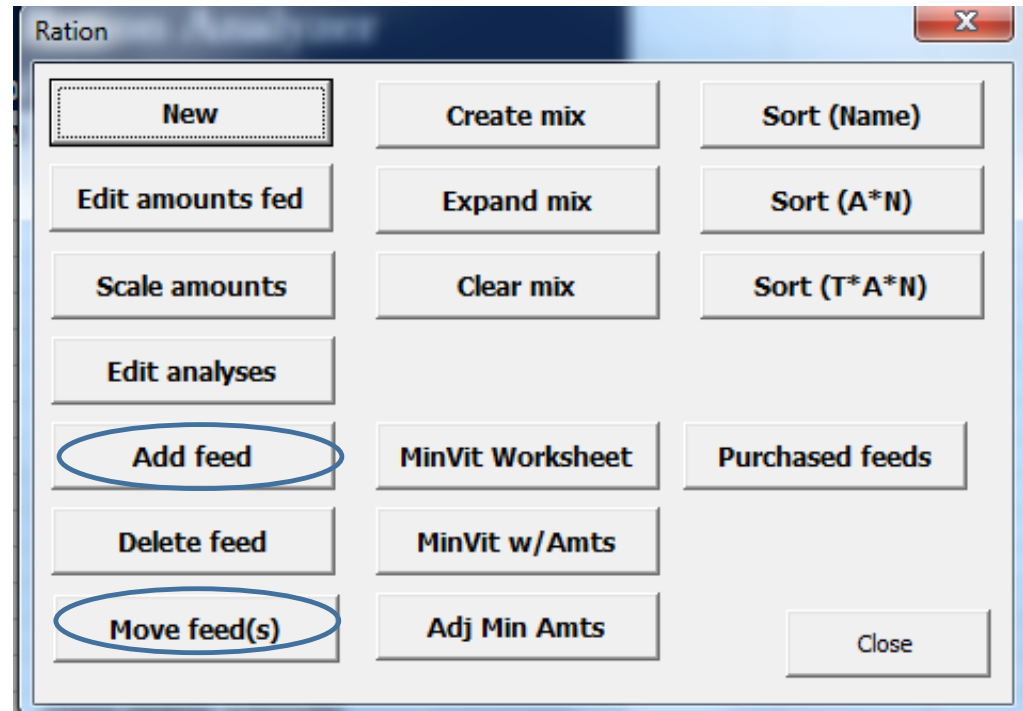 Ration
New
Create mix
Sort (Name)
Edit amounts fed
Expand mix
Sort (A*N)
Scale amounts
Clear mix
Sort (T*A*N)
Edit analyses
Add feed
MinVit Worksheet
Purchased feeds
Delete feed
MinVit w/Amts
Move feed(s)
Adj Min Amts
Close